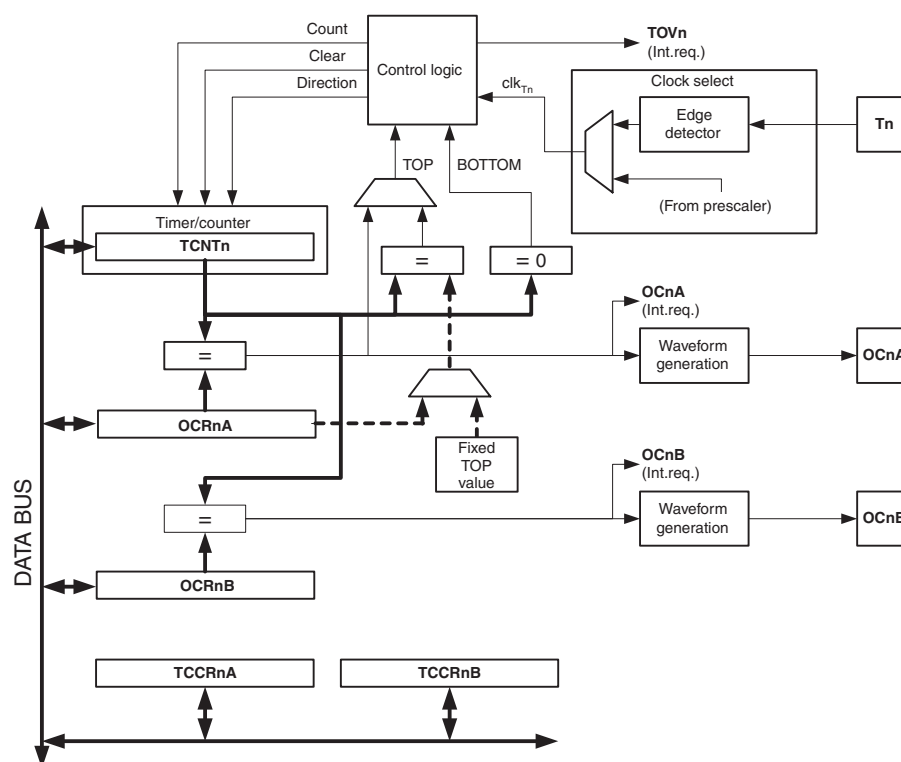 Count
Clear
Direction
Control logic
TOVn
(Int.req.)
clkTn
Clock select
Edge
detector
Tn
(From prescaler)
TOP
BOTTOM
Timer/counter
TCNTn
=
= 0
=
OCnA
(Int.req.)
Waveform
generation
OCnA
OCRnA
Fixed
TOP
value
OCnB
(Int.req.)
=
Waveform
generation
OCnB
OCRnB
DATA BUS
TCCRnA
TCCRnB